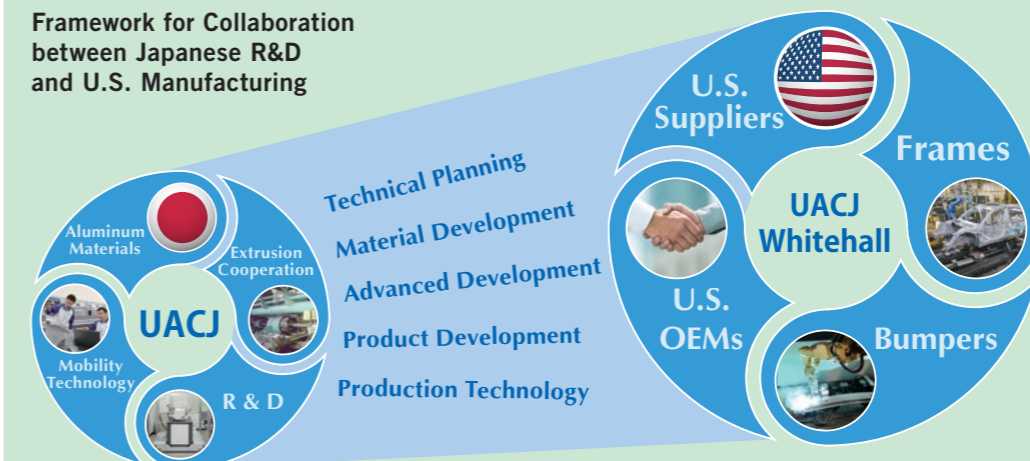 Framework for Collaboration
between Japanese R&D
and U.S. Manufacturing
Aluminum
Materials
Extrusion
Cooperation
UACJ
Mobility
Technology
R & D
Technical Planning
Material Development
Advanced Development
Product Development
Production Technology
U.S.
Suppliers
Frames
UACJ
Whitehall
U.S.
OEMs
Bumpers